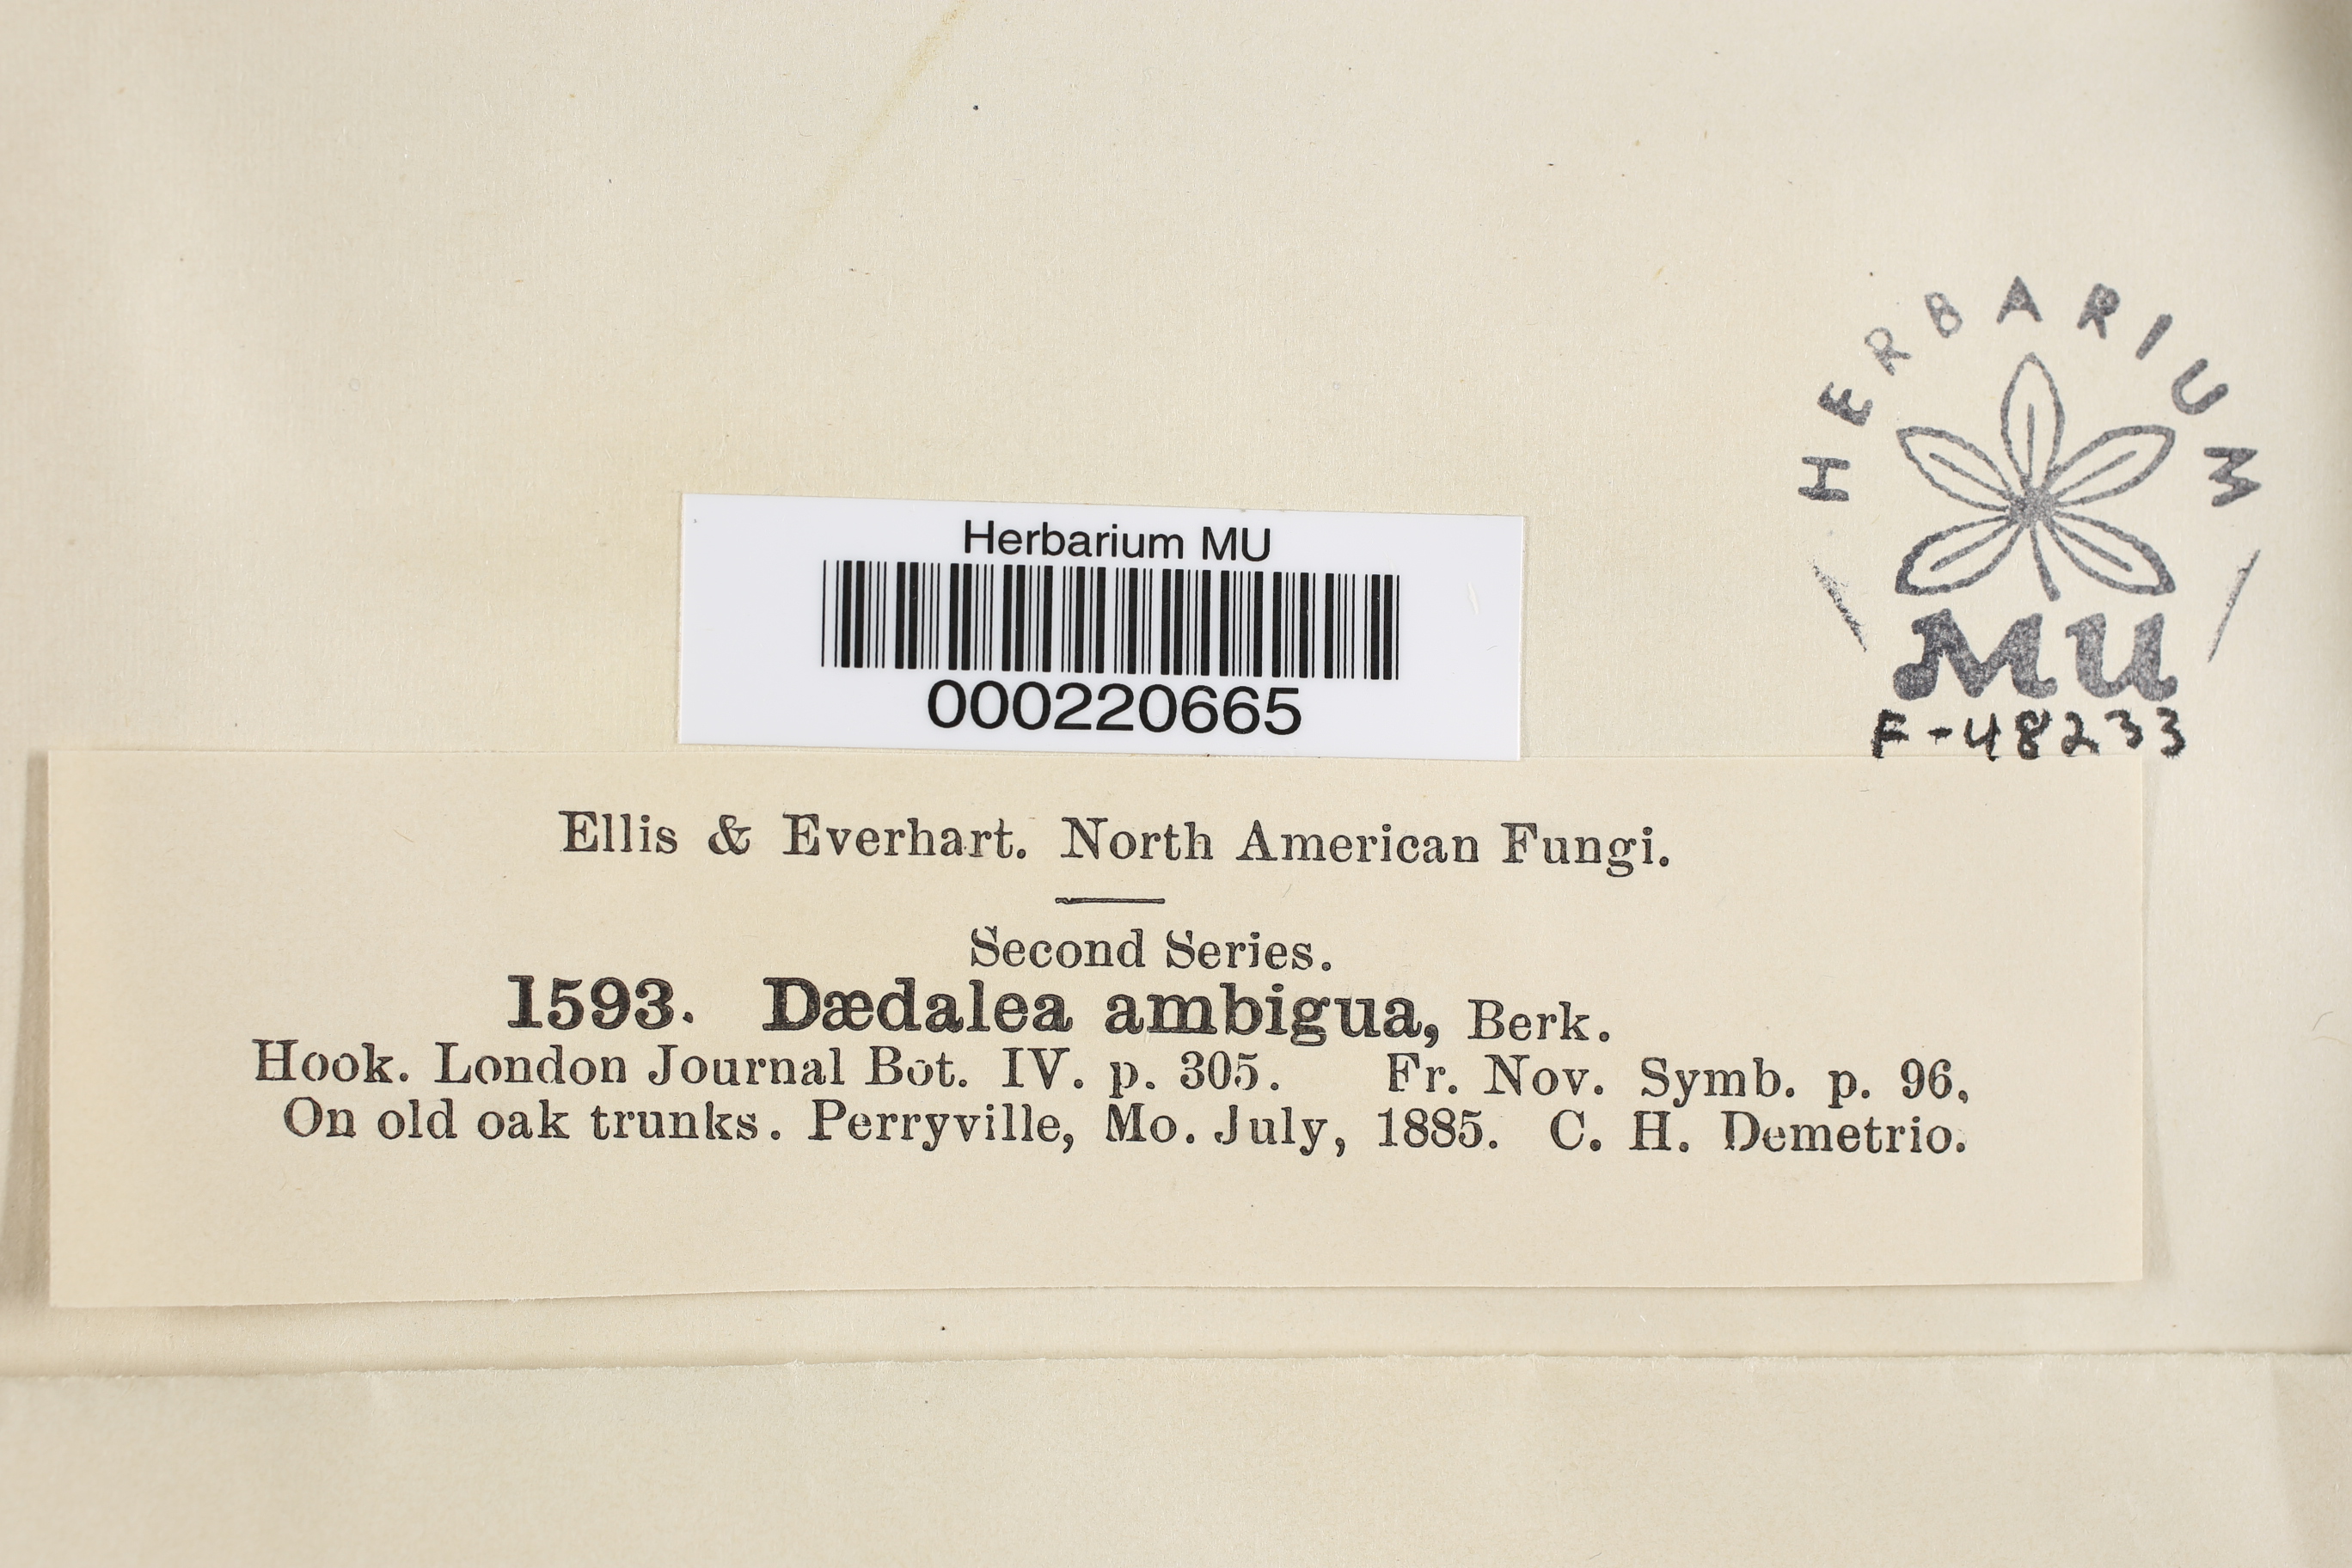 HERBARIUM
MU
F-48233
Herbarium MU
000220665
Ellis & Everhart. North American Fungi.
Second Series.
1593. Dædalea ambigua, Berk.
Hook. London Journal Bot. IV. p. 305. Fr. Nov. Symb. p. 96,
On old oak trunks. Perryville, Mo. July, 1885. C. H. Demetrio.